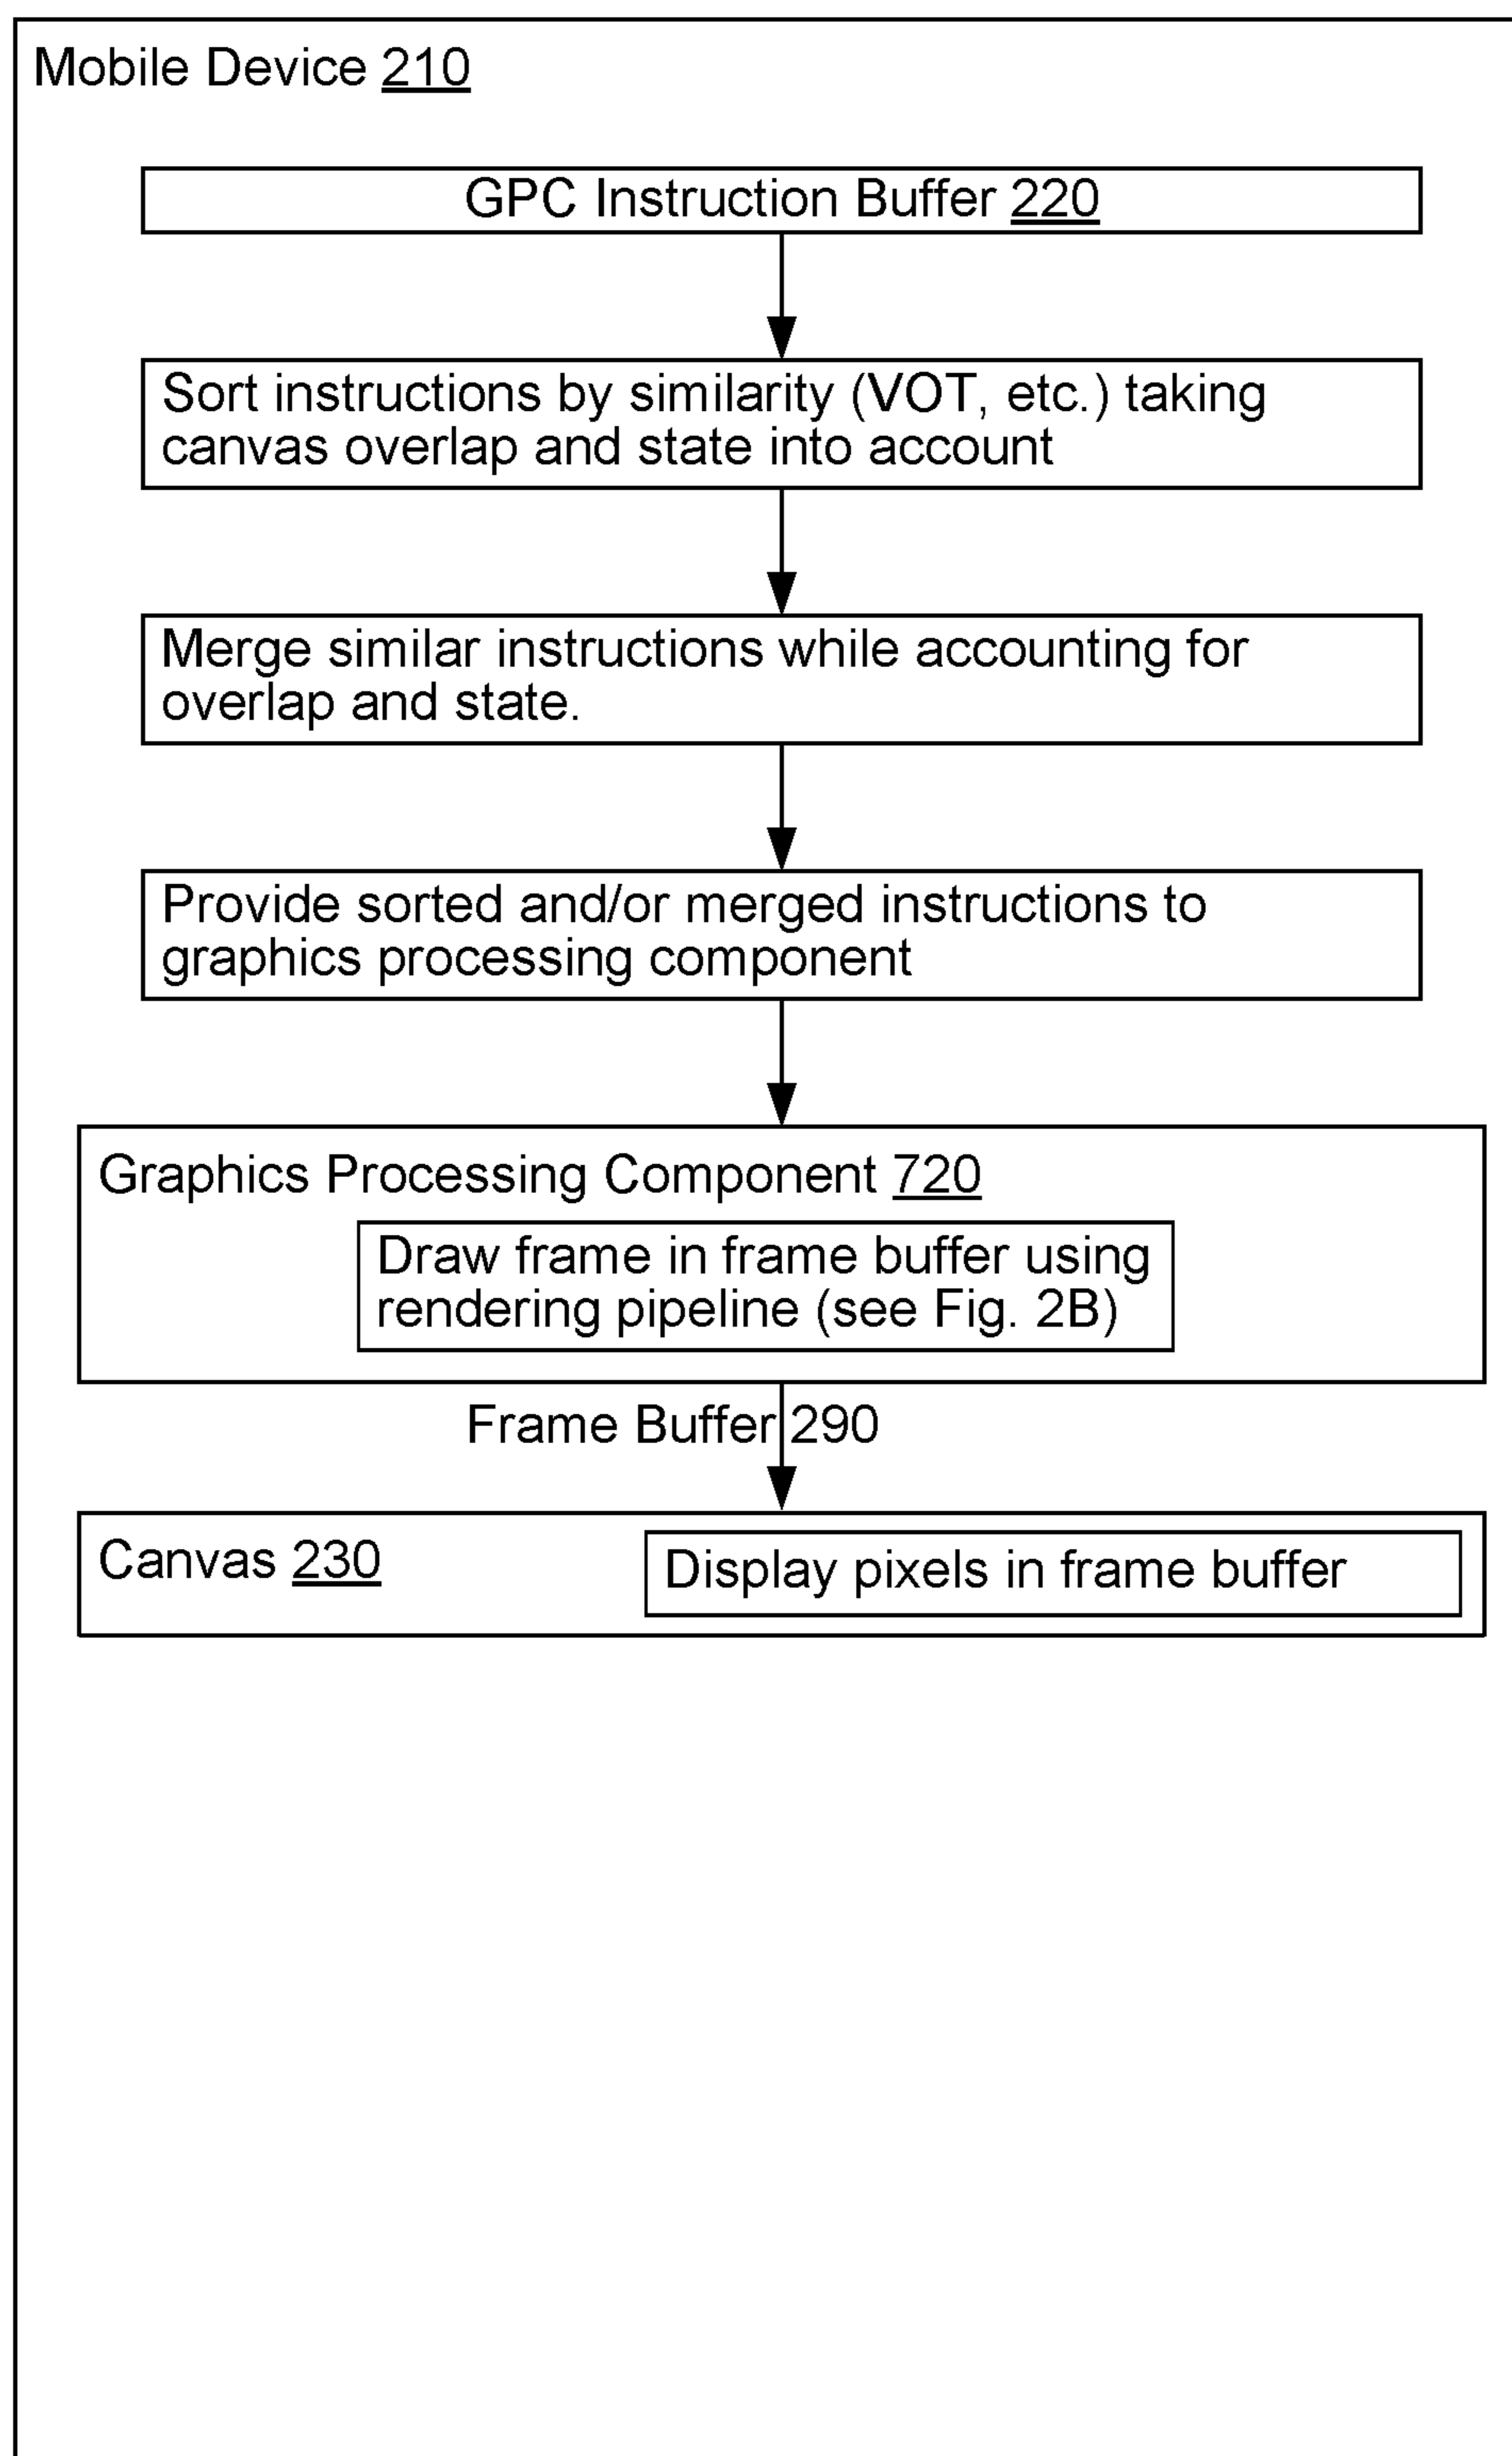 Mobile Device 210
GPC Instruction Buffer 220
Sort instructions by similarity (VOT, etc.) taking
canvas overlap and state into account
Merge similar instructions while accounting for
overlap and state.
Provide sorted and/or merged instructions to
graphics processing component
Graphics Processing Component 720
Draw frame in frame buffer using
rendering pipeline (see Fig. 2B)
Frame Buffer 290
Canvas 230
Display pixels in frame buffer